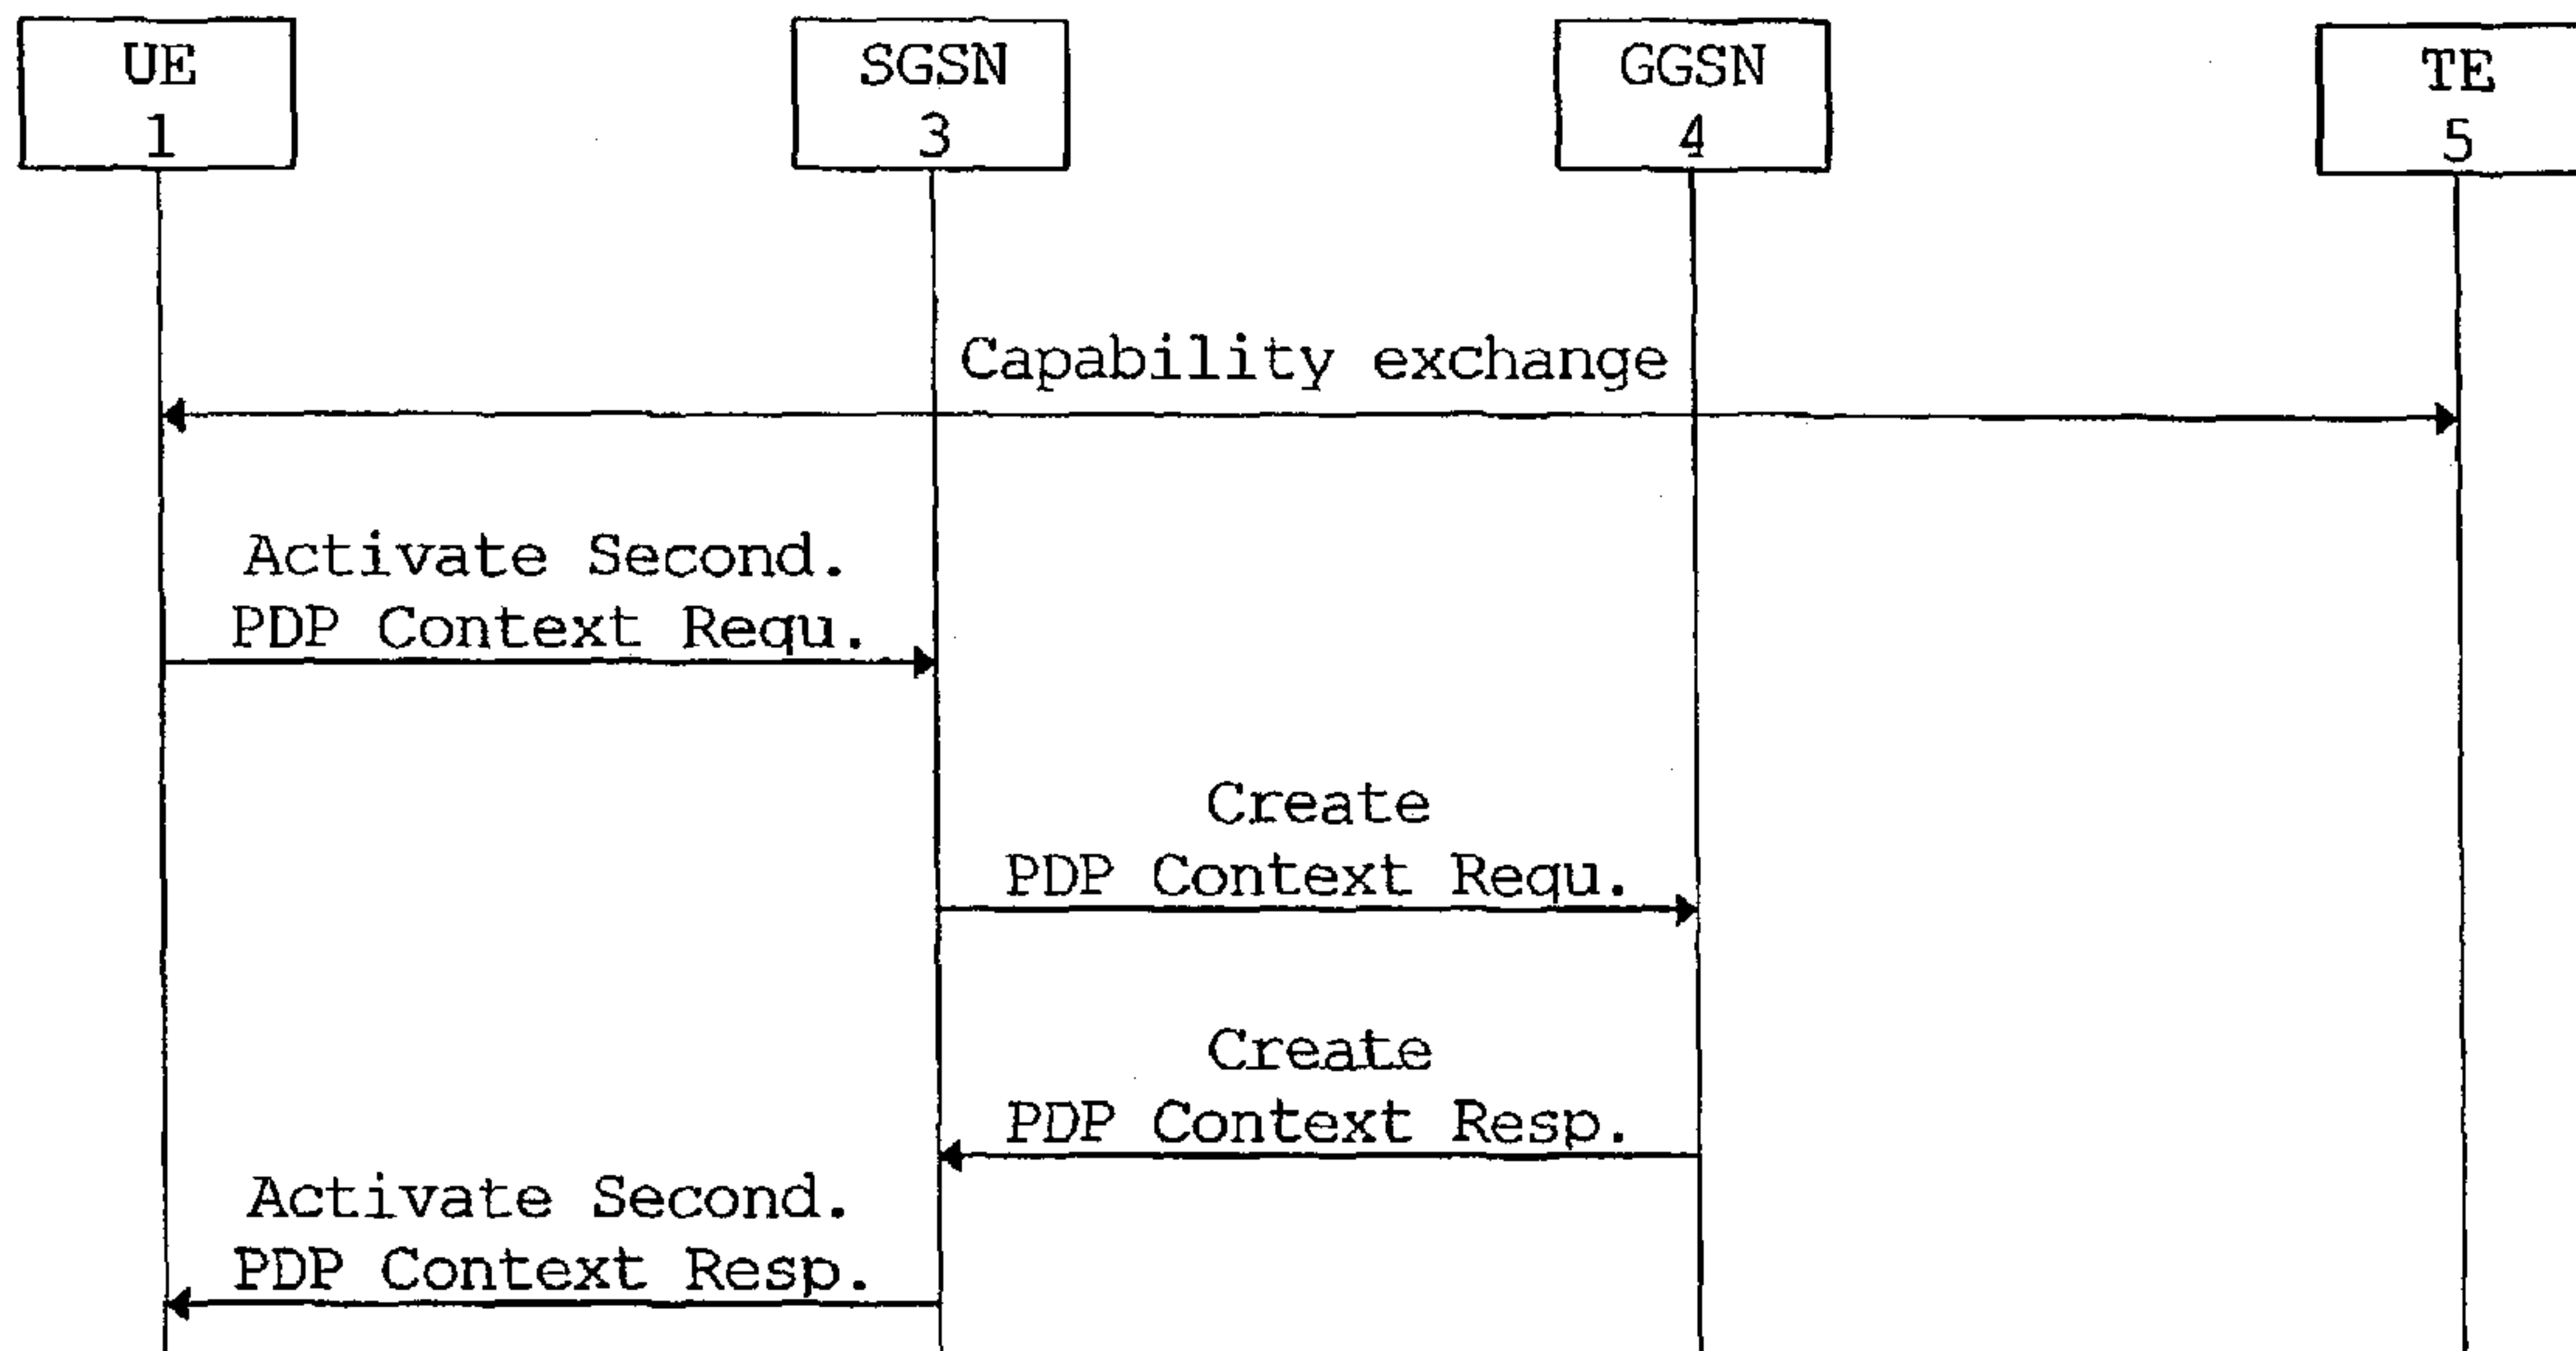 UE
1
SGSN
3
GGSN
4
TE
5
Capability exchange
Activate Second.
PDP Context Requ.
Create
PDP Context Requ.
Create
PDP Context Resp.
Activate Second.
PDP Context Resp.